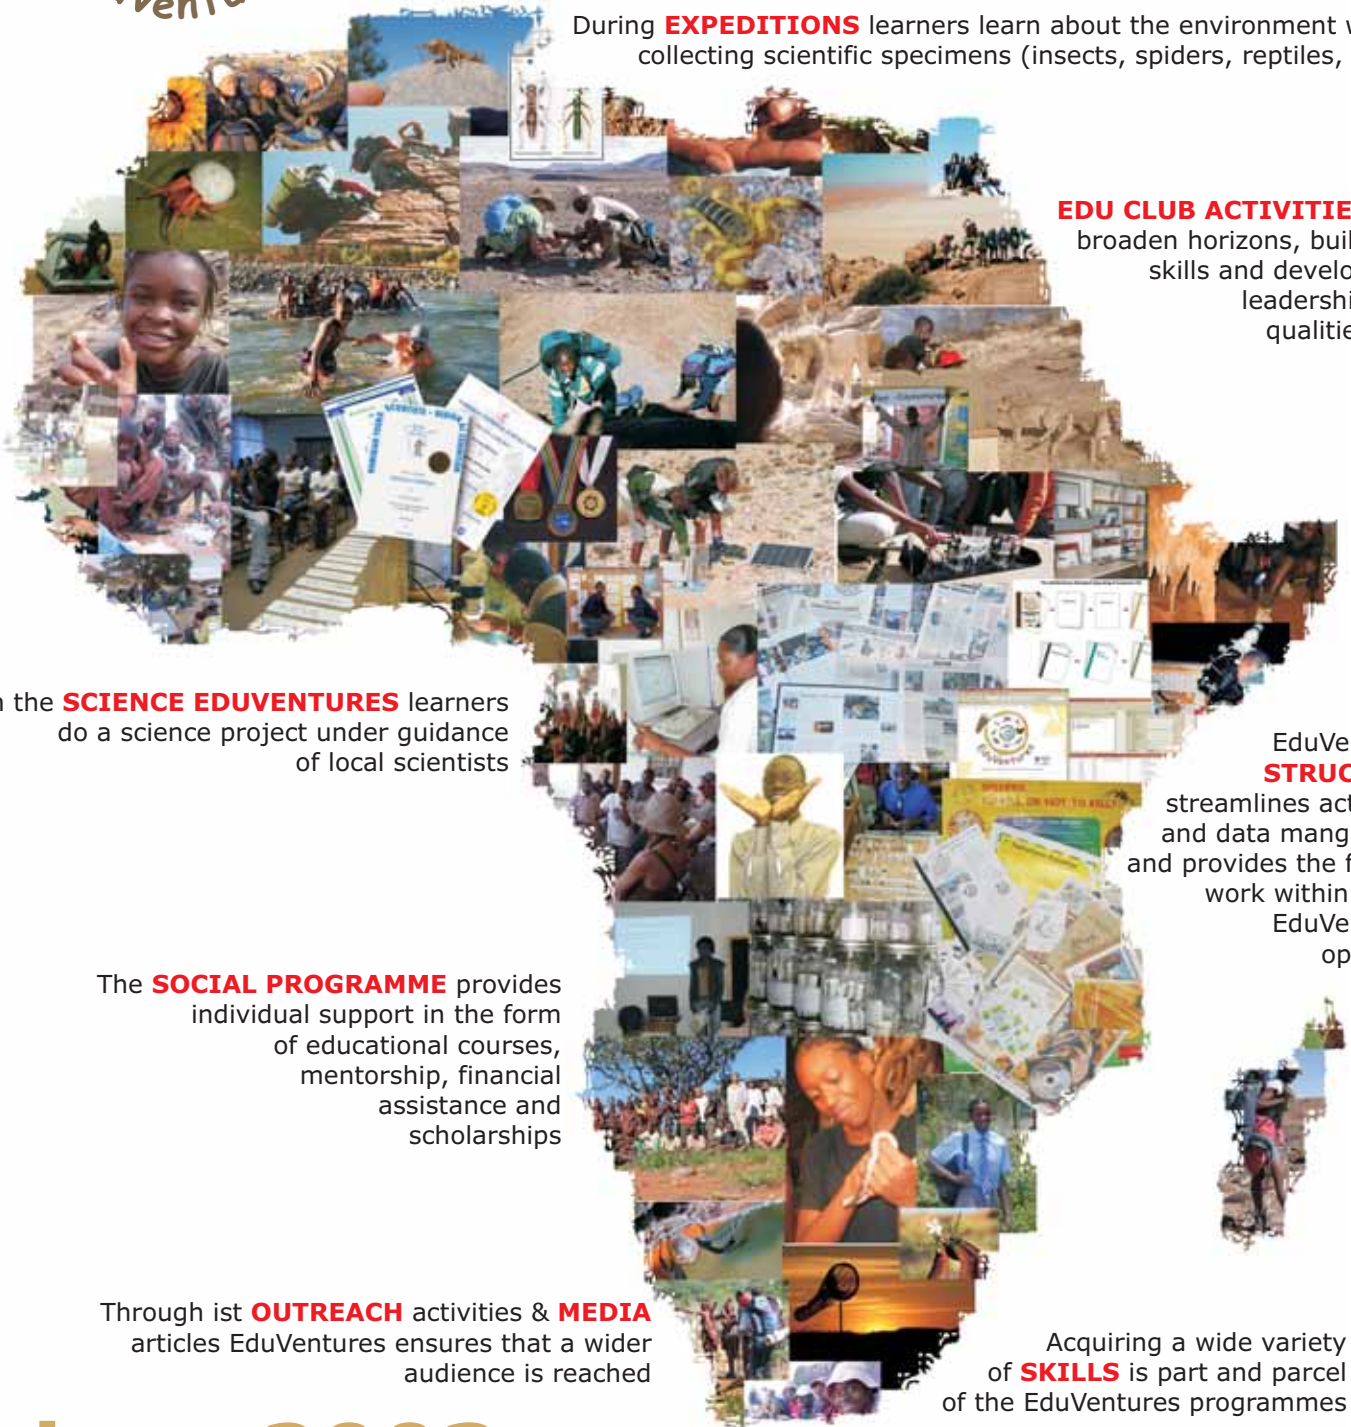 During EXPEDITIONS learners learn about the environment
collecting scientific specimens (insects, spiders, reptiles,
EDU CLUB ACTIVITIE
broaden horizons, buil
skills and develo
leadershi
qualitie
the SCIENCE EDUVENTURES learners
do a science project under guidance
of local scientists
EduVe
STRUC
streamlines act
and data mang
and provides the f
work within
EduVe
op
The SOCIAL PROGRAMME provides
individual support in the form
of educational courses,
mentorship, financial
assistance and
scholarships
Through ist OUTREACH activities & MEDIA
articles EduVentures ensures that a wider
audience is reached
Acquiring a wide variety
of SKILLS is part and parcel
of the EduVentures programmes